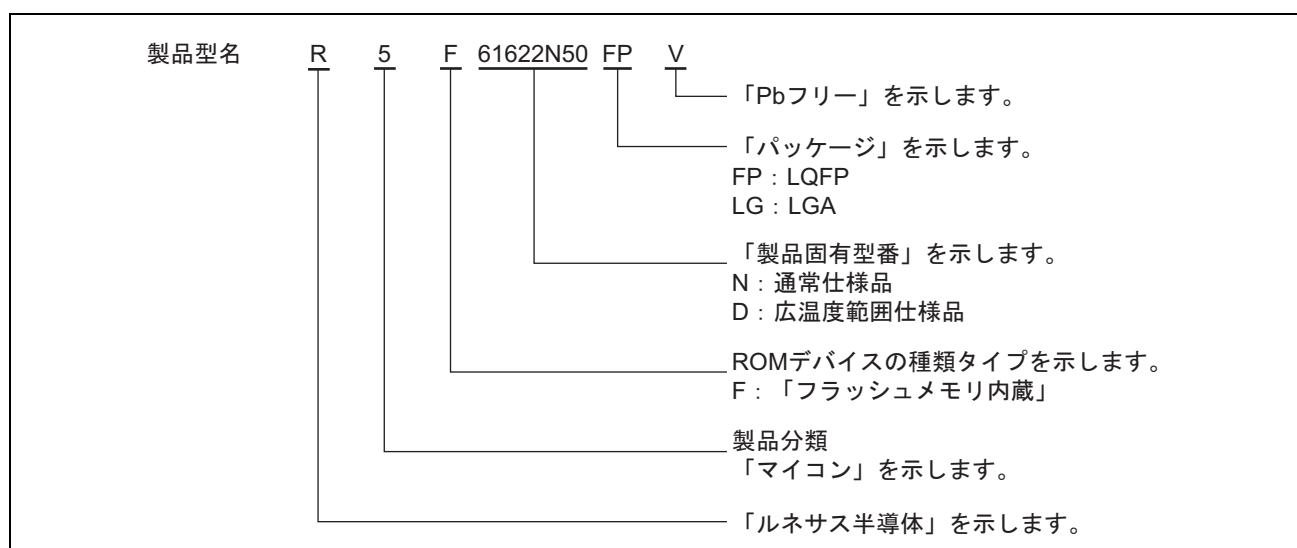 製品型名 R 5 F 61622N50 FP V
「Pbフリー」を示します。
「パッケージ」を示します。
FP：LQFP
LG：LGA
「製品固有型番」を示します。
N：通常仕様品
D：広温度範囲仕様品
ROMデバイスの種類タイプを示します。
F：「フラッシュメモリ内蔵」
製品分類
「マイコン」を示します。
「ルネサス半導体」を示します。